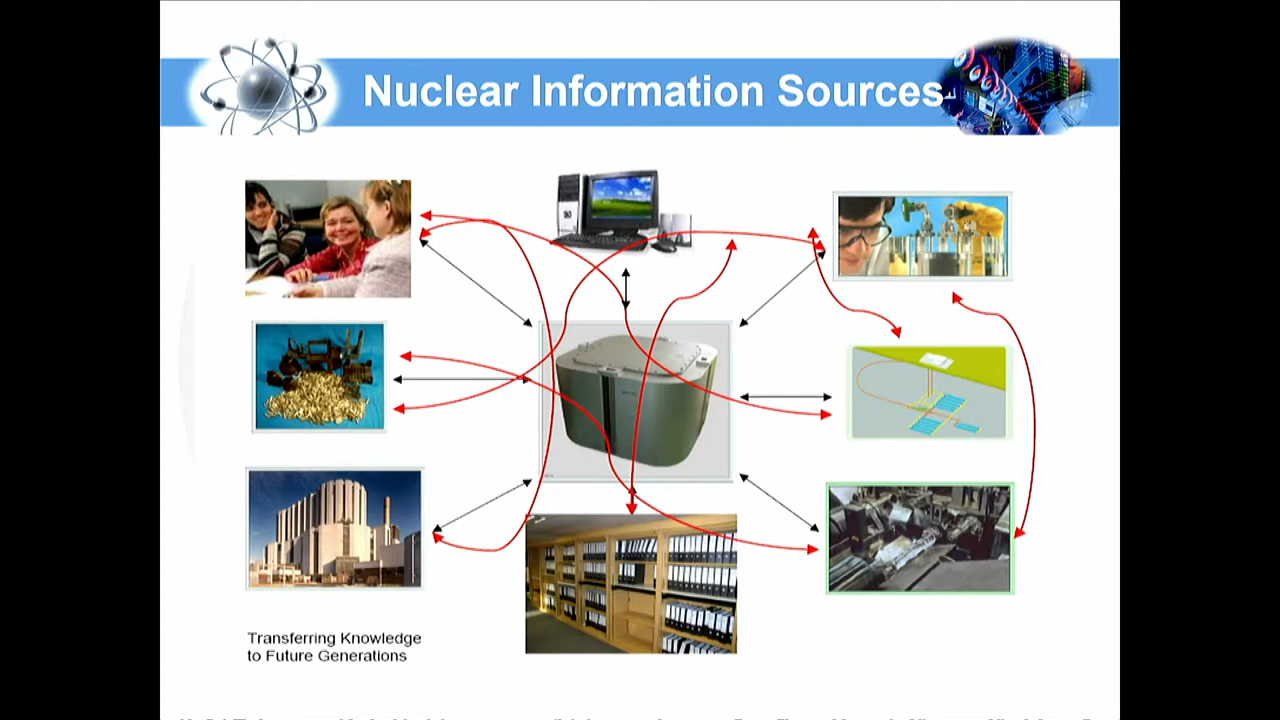 Nuclear Information Sources
Transferring Knowledge
to Future Generations